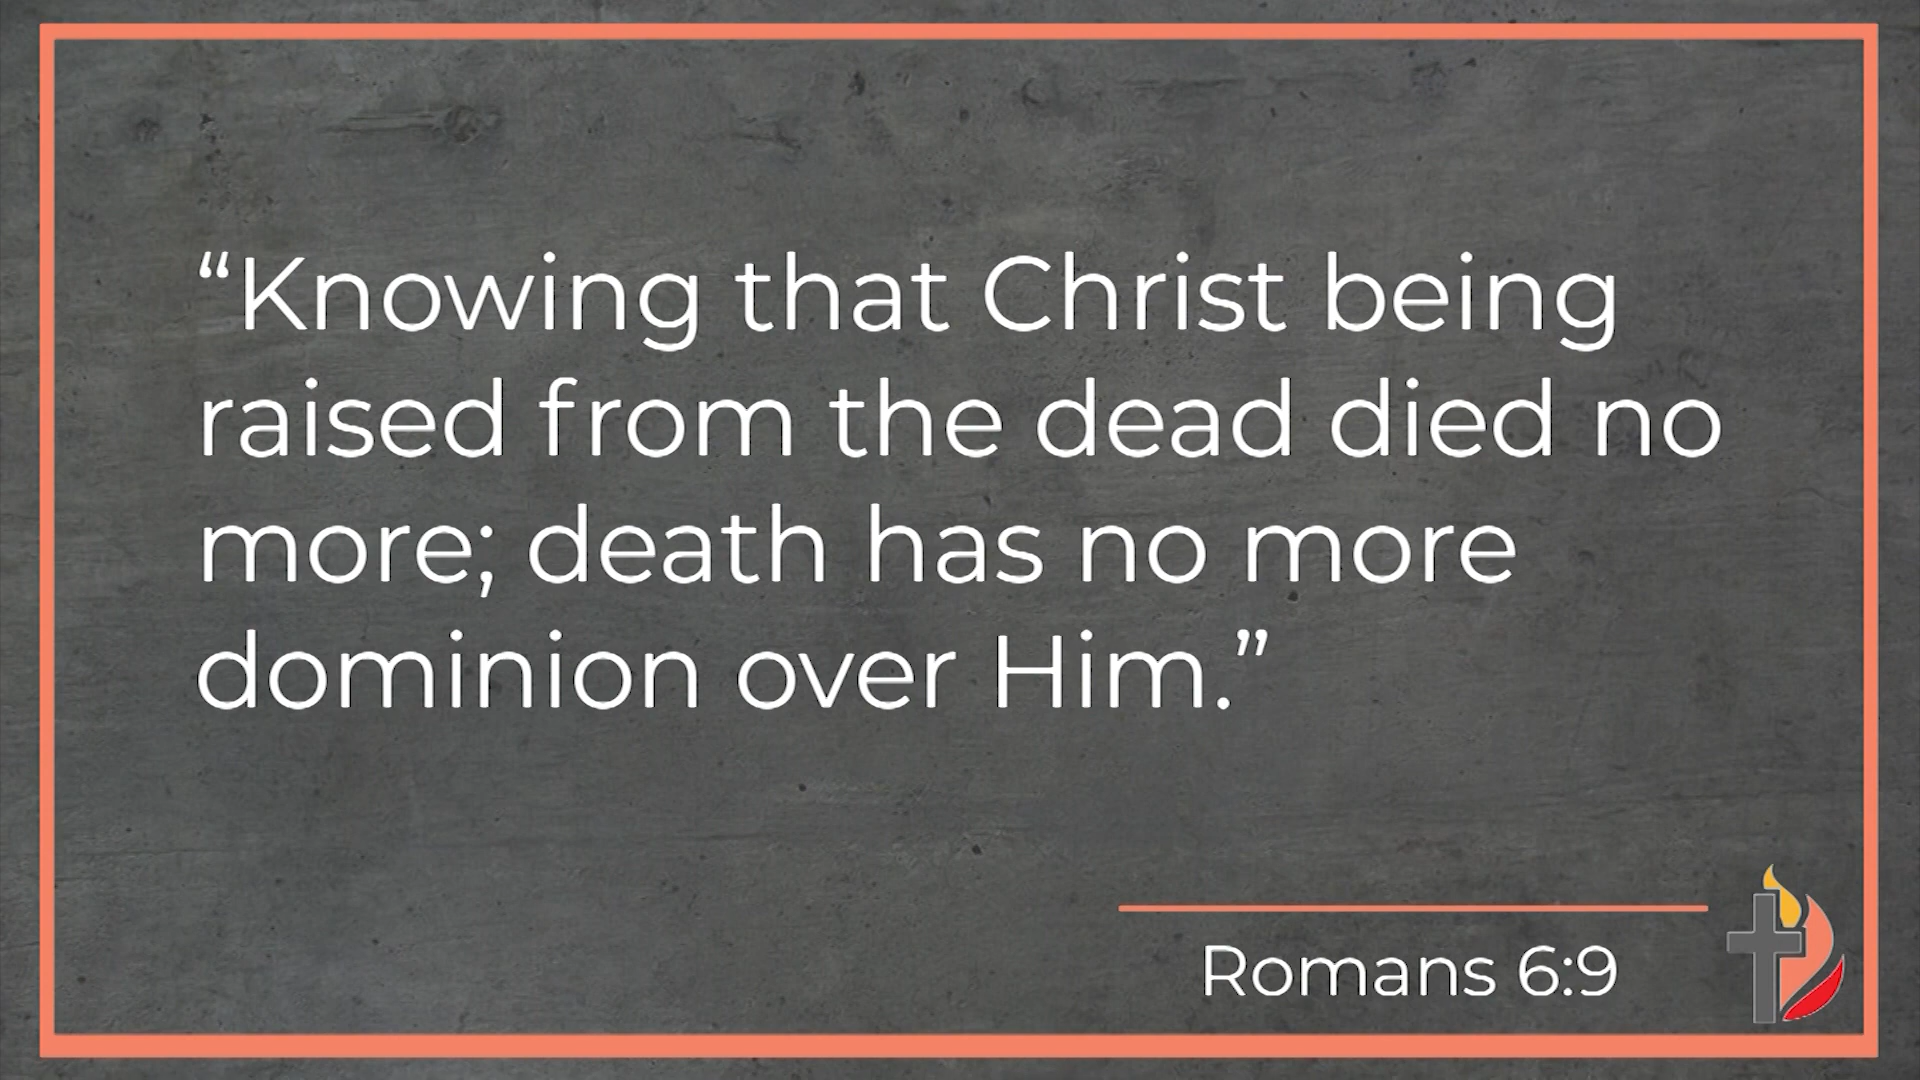 “Knowing that Christ being
raised from the dead died no
more; death has no more
dominion over Him.”
Romans 6:9